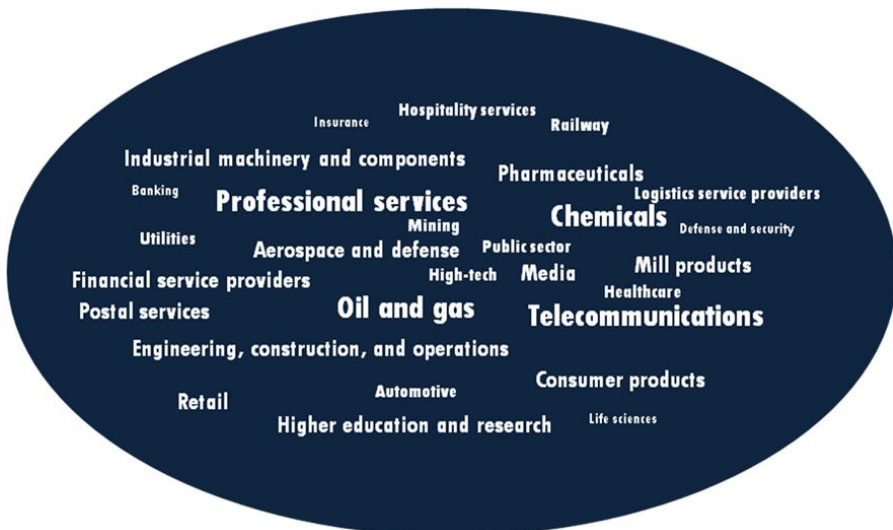 Hospitality services
Insurance
Railway
Industrial machinery and components
Pharmaceuticals
Banking
Logistics service providers
Professional services
Chemicals
Mining
Defense and security
Utilities
Public sector
Aerospace and defense
Mill products
High-tech
Media
Financial service providers
Healthcare
Postal services
Oil and gas
Telecommunications
Engineering, construction, and operations
Consumer products
Automotive
Retail
Life sciences
Higher education and research